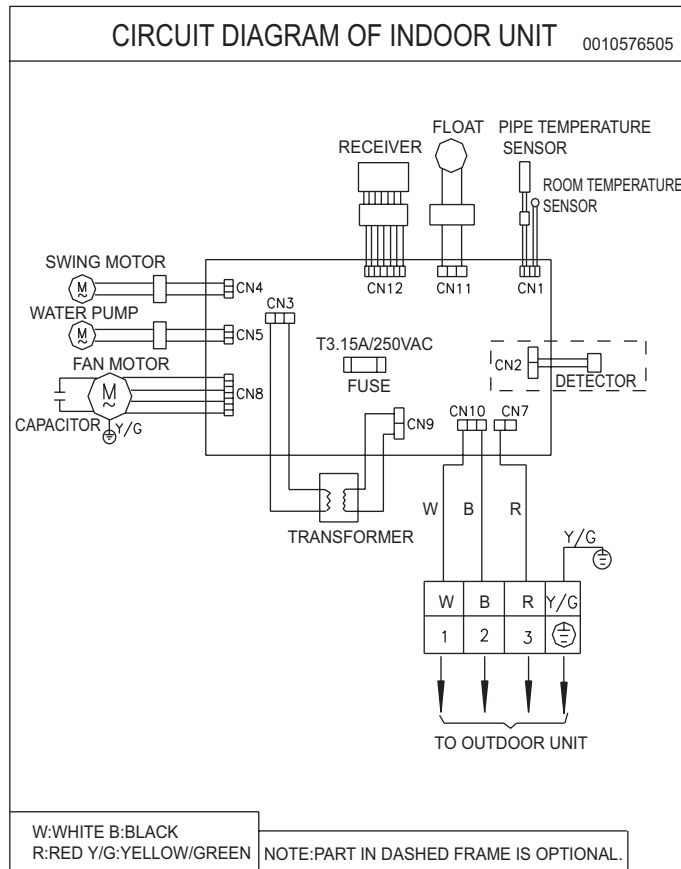 CIRCUIT DIAGRAM OF INDOOR UNIT 0010576505
FLOAT
PIPE TEMPERATURE
SENSOR
RECEIVER
ROOM TEMPERATURE
SENSOR
SWING MOTOR
M
~
CN4
CN12
CN11
CN1
CN3
WATER PUMP
M
~
CN5
T3.15A/250VAC
FUSE
CN2
DETECTOR
FAN MOTOR
M
~
CN8
CAPACITOR
Y/G
CN9
CN10
CN7
TRANSFORMER
W B R
Y/G
W B R Y/G
1 2 3
TO OUTDOOR UNIT
W:WHITE B:BLACK
R:RED Y/G:YELLOW/GREEN
NOTE:PART IN DASHED FRAME IS OPTIONAL.